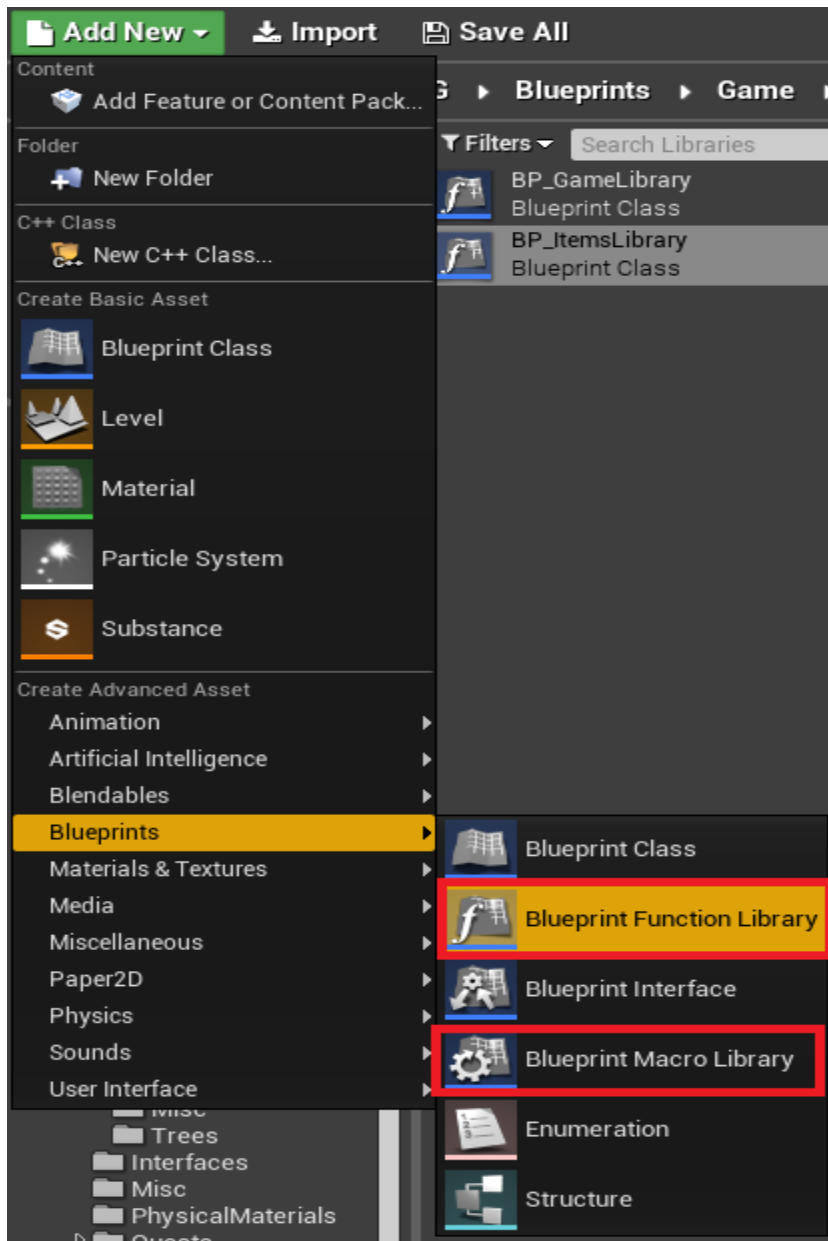 Add New Import Save All
Content
Add Feature or Content Pack...
Blueprints Game
Folder
Filters Search Libraries
New Folder
BP_GameLibrary
Blueprint Class
C++ Class
New C++ Class...
BP_ItemsLibrary
Blueprint Class
Create Basic Asset
Blueprint Class
Level
Material
Particle System
Substance
Create Advanced Asset
Animation
Artificial Intelligence
Blendables
Blueprints
Materials & Textures
Media
Miscellaneous
Paper2D
Physics
Sounds
User Interface
Blueprint Class
Blueprint Function Library
Blueprint Interface
Blueprint Macro Library
Enumeration
Structure
Misc
Trees
Interfaces
Misc
PhysicalMaterials